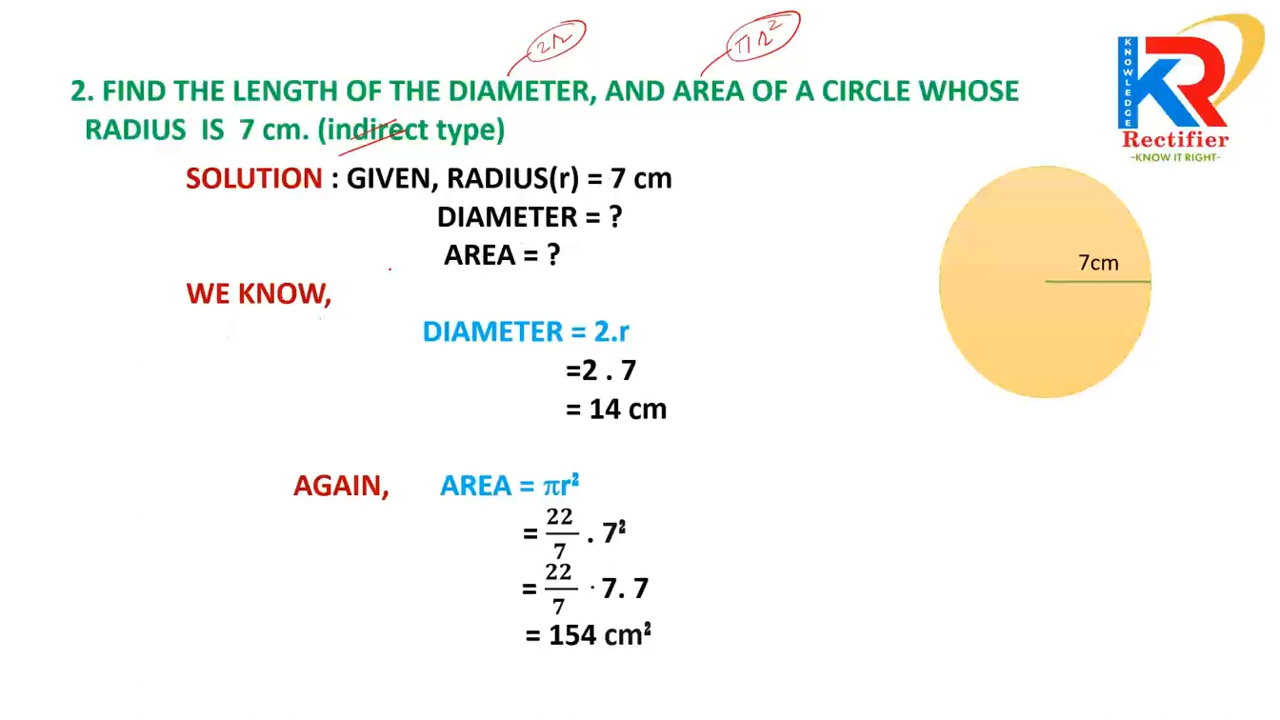 2r
πr²
2. FIND THE LENGTH OF THE DIAMETER, AND AREA OF A CIRCLE WHOSE
RADIUS IS 7 cm. (indirect type)
KNOWLEDGE
KR
Rectifier
-KNOW IT RIGHT-
SOLUTION : GIVEN, RADIUS(r) = 7 cm
DIAMETER = ?
AREA = ?
7cm
WE KNOW,
DIAMETER = 2.r
=2 . 7
= 14 cm
AGAIN, AREA = πr²
= 22/7 . 7²
= 22/7 . 7. 7
= 154 cm²